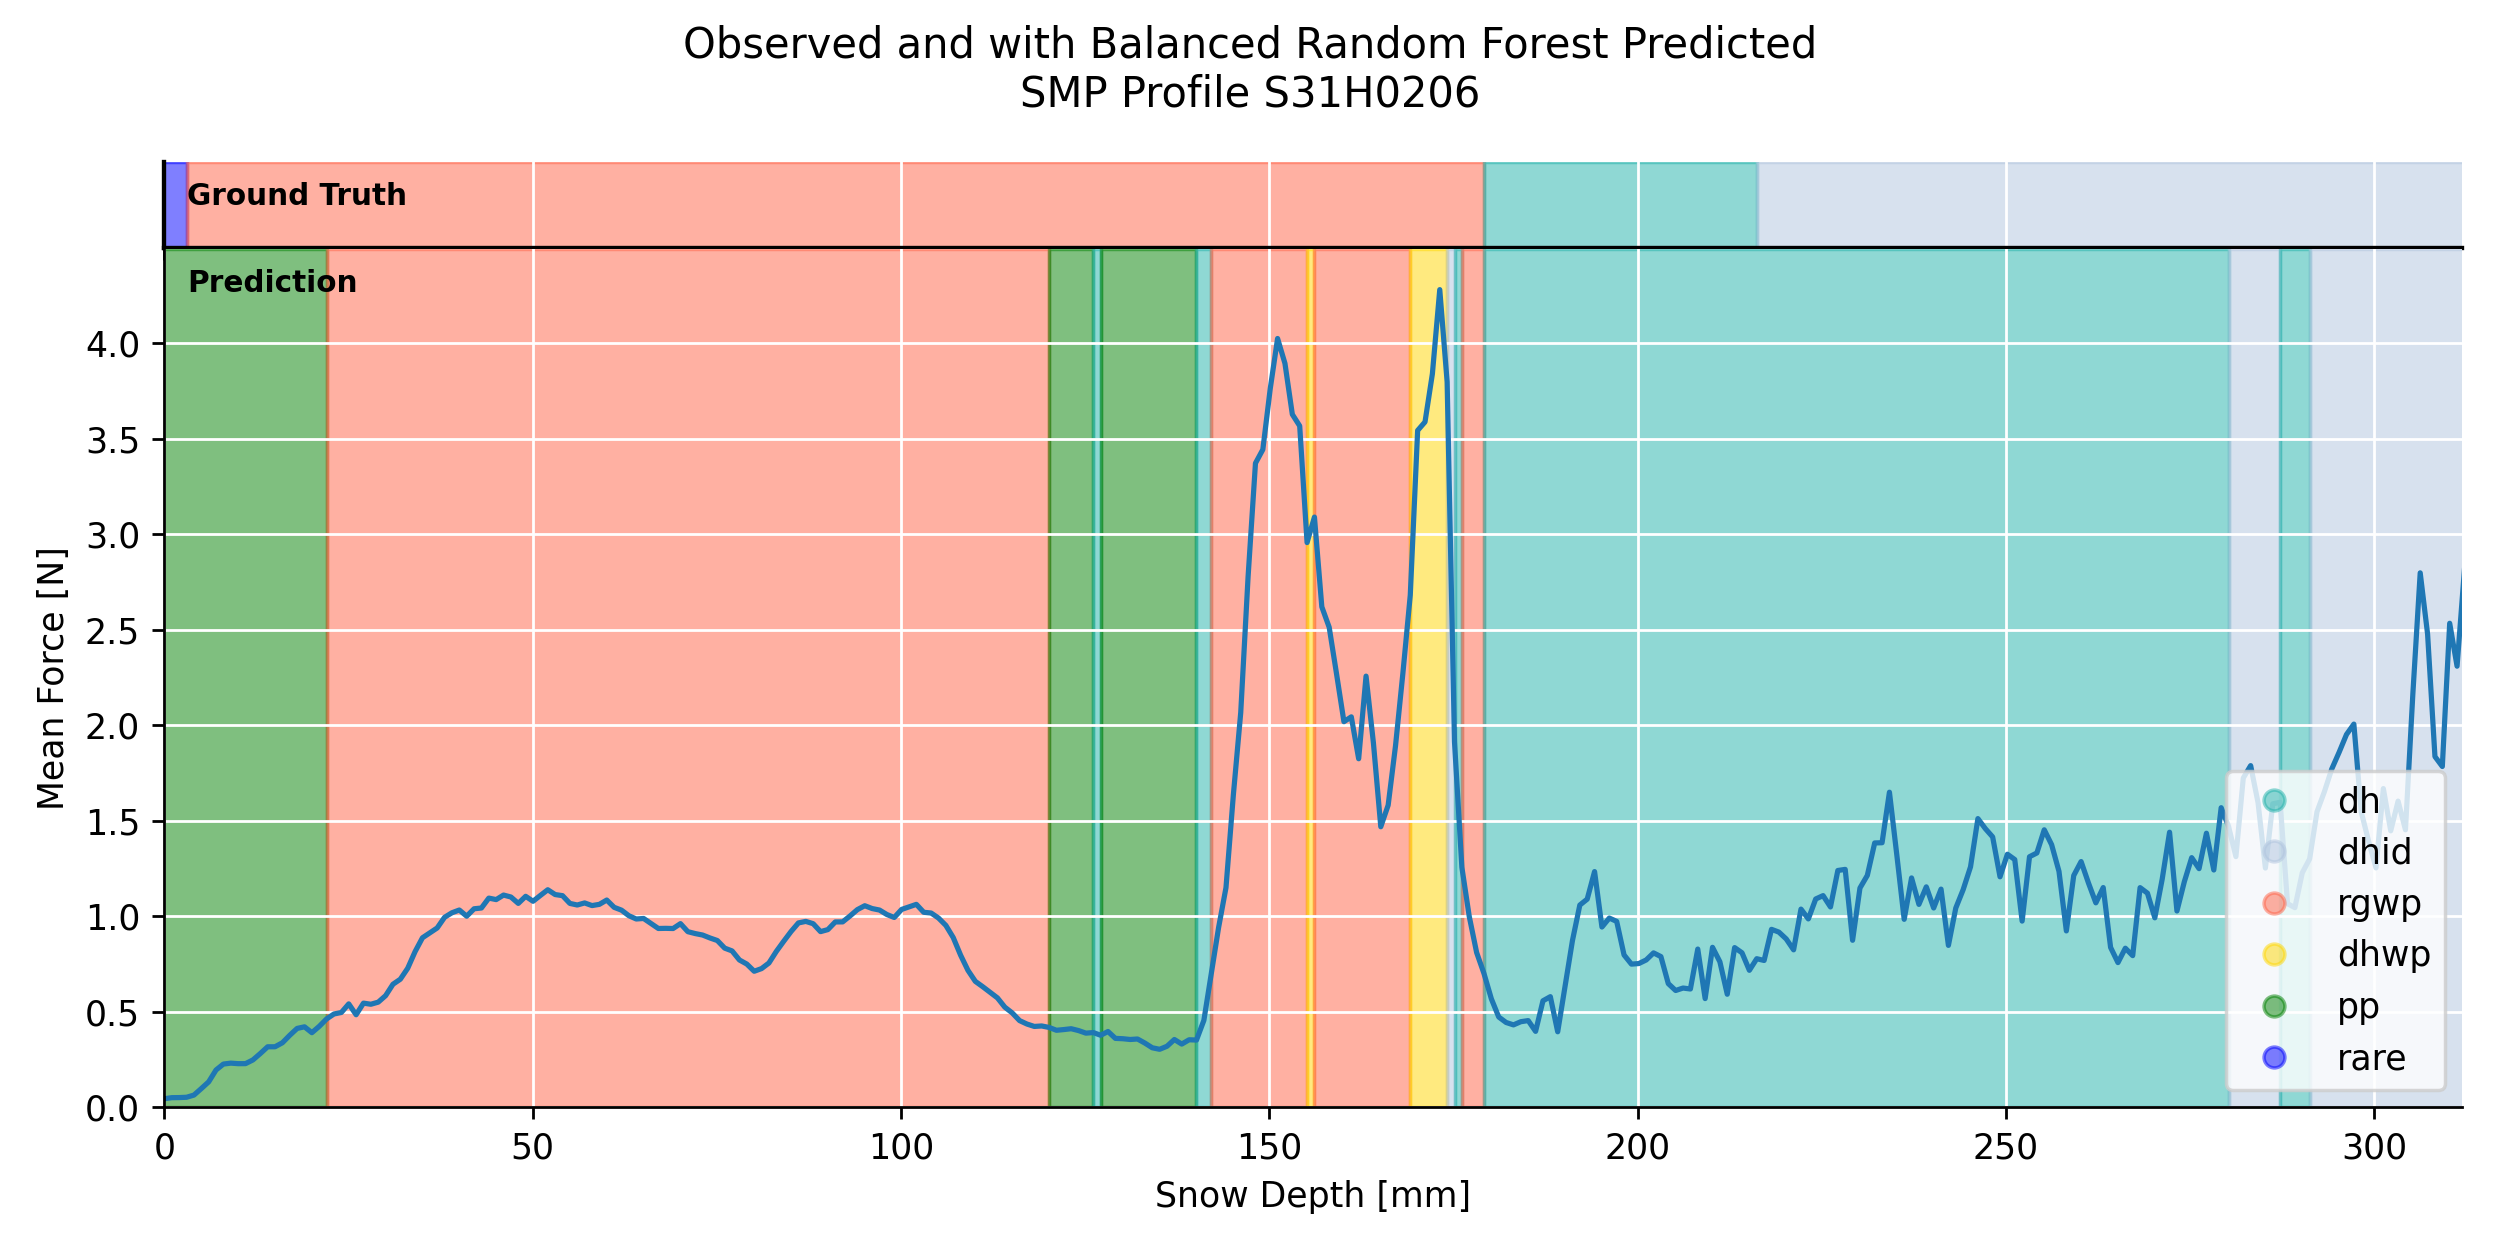 Observed and with Balanced Random Forest Predicted
SMP Profile S31H0206
Ground Truth
Prediction
4.0
3.5
3.0
2.5
2.0
1.5
1.0
0.5
0.0
Mean Force [N]
0 50 100 150 200 250 300
Snow Depth [mm]
dh
dhid
rgwp
dhwp
pp
rare